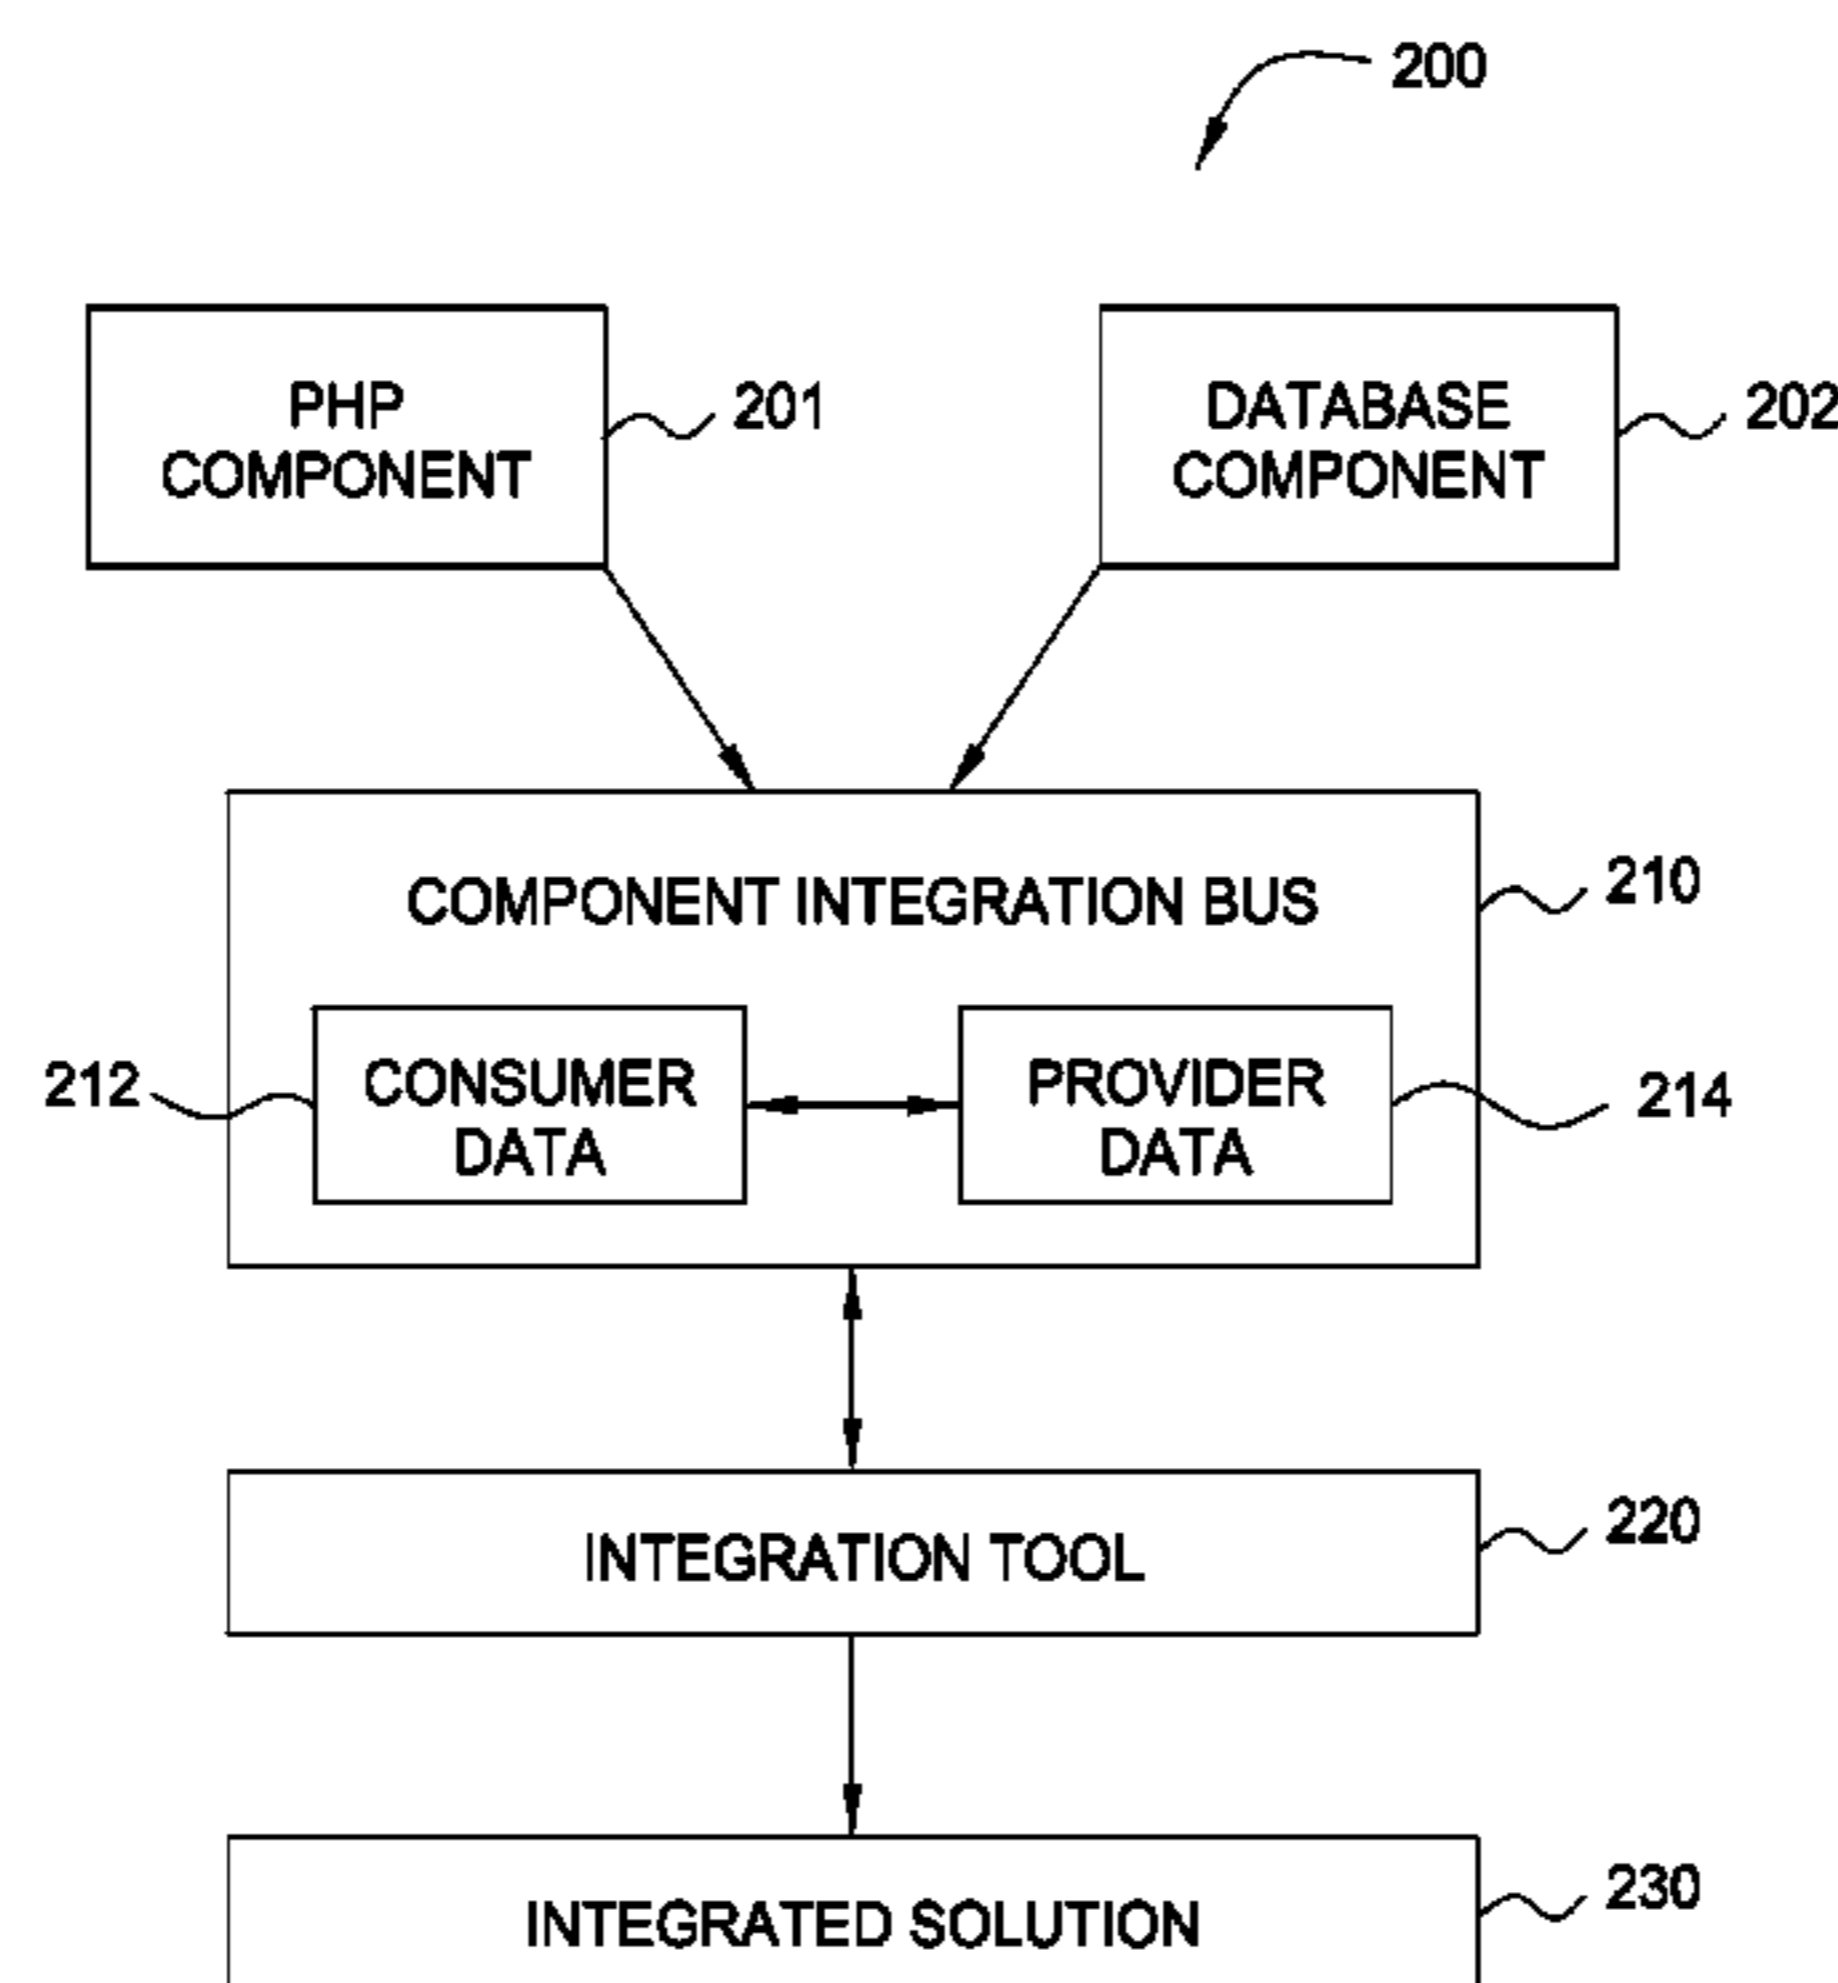 200
PHP
COMPONENT
201
DATABASE
COMPONENT
202
COMPONENT INTEGRATION BUS
210
212
CONSUMER
DATA
PROVIDER
DATA
214
INTEGRATION TOOL
220
INTEGRATED SOLUTION
230